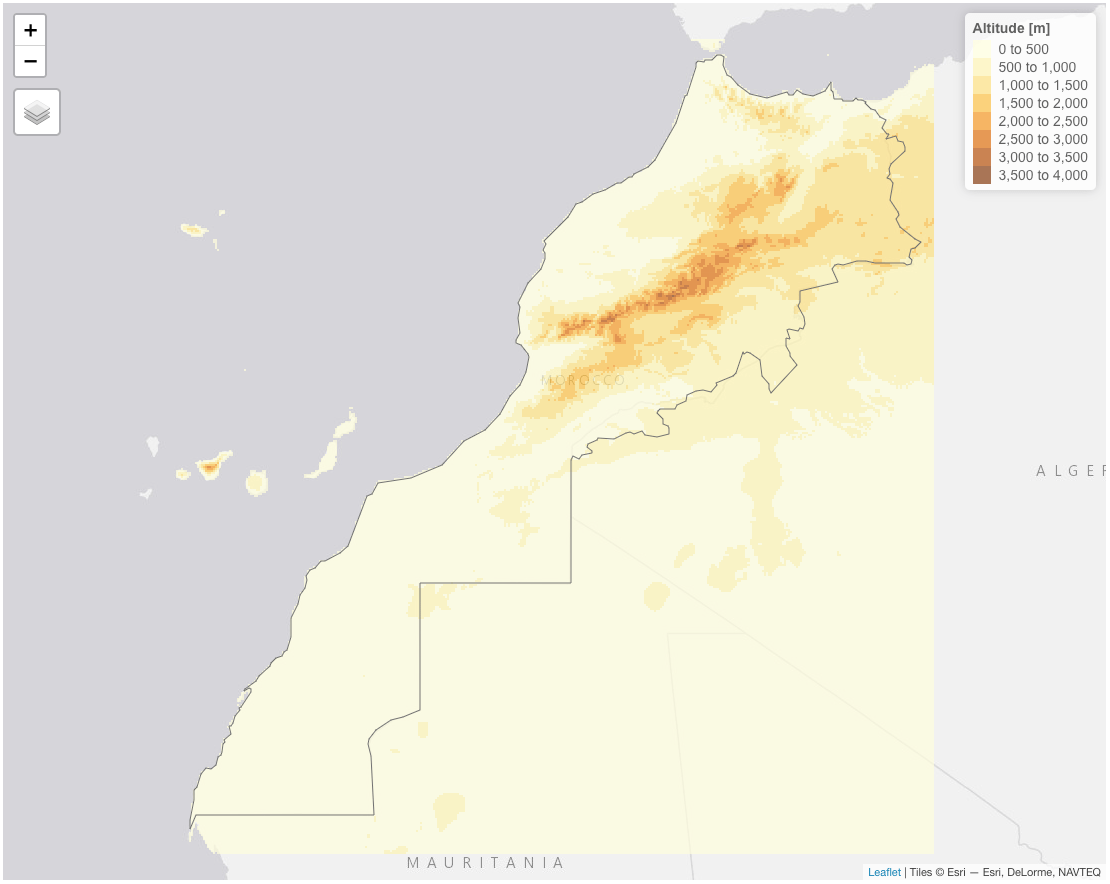 +
−
Altitude [m]
0 to 500
500 to 1,000
1,000 to 1,500
1,500 to 2,000
2,000 to 2,500
2,500 to 3,000
3,000 to 3,500
3,500 to 4,000
MOROCCO
ALGER
MAURITANIA
Leaflet | Tiles © Esri — Esri, DeLorme, NAVTEQ